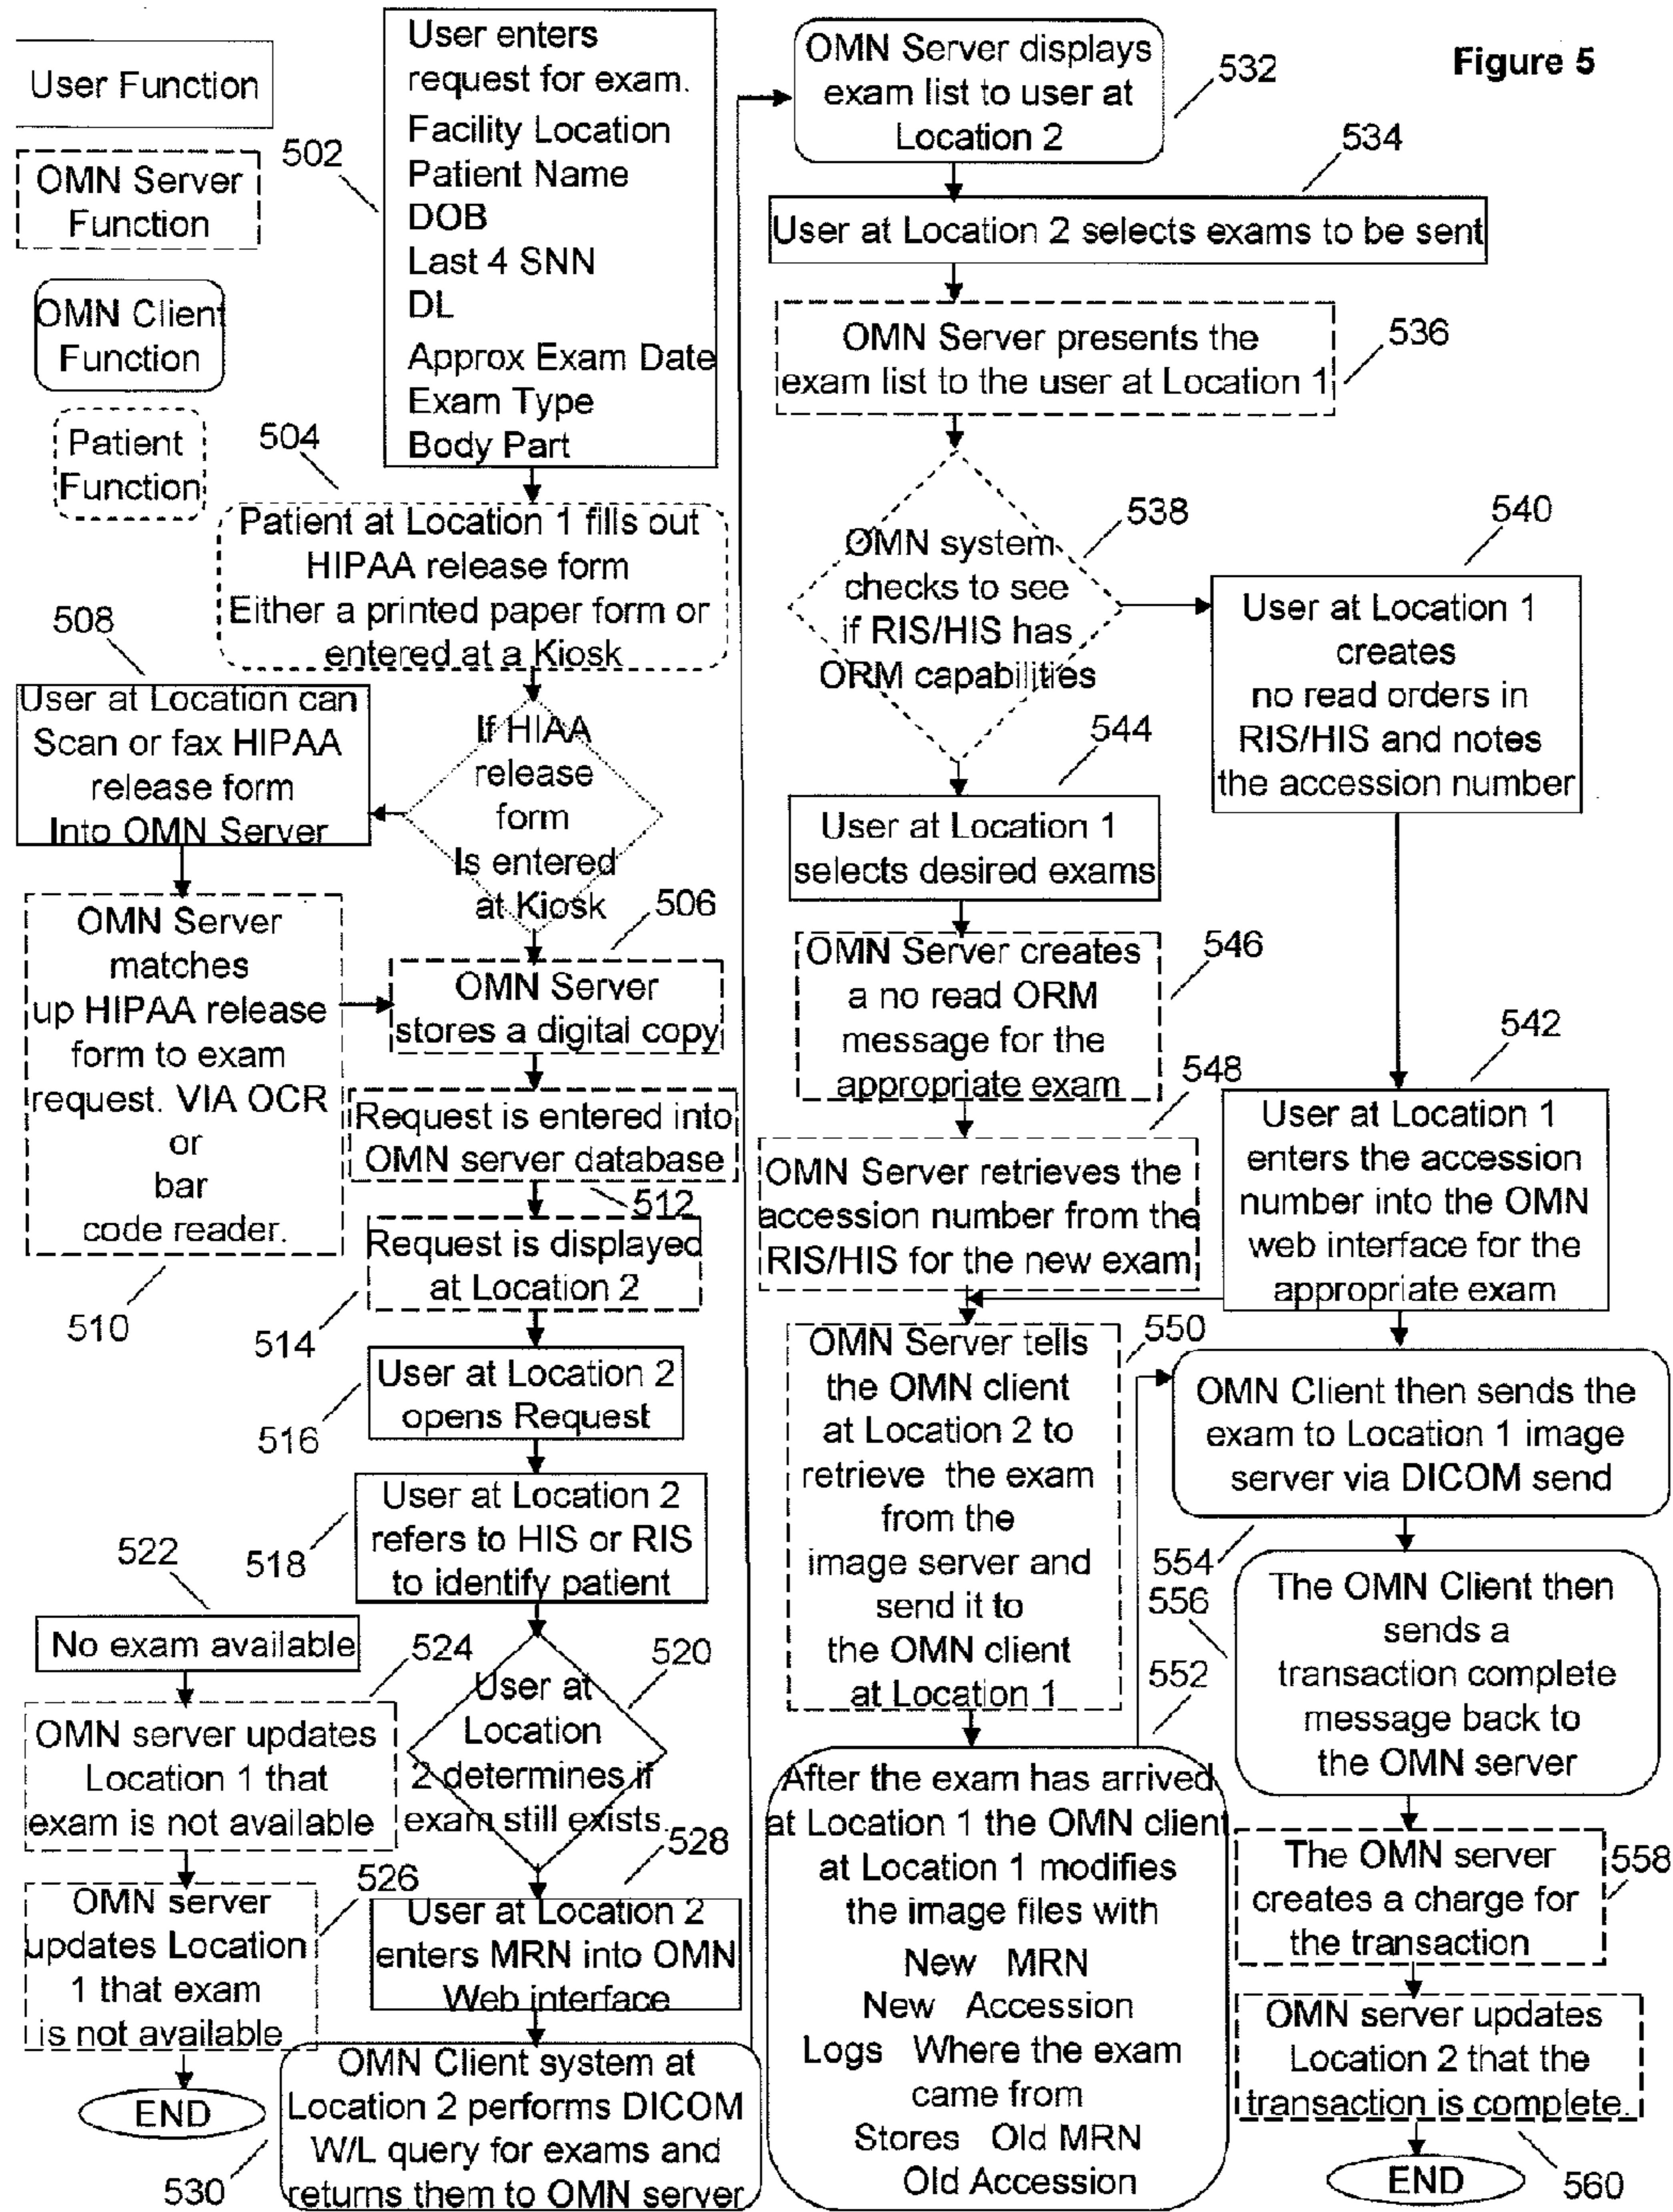 Figure 5
User Function
OMN Server
Function
OMN Client
Function
Patient
Function
502
User enters
request for exam.
Facility Location
Patient Name
DOB
Last 4 SNN
DL
Approx Exam Date
Exam Type
Body Part
504
Patient at Location 1 fills out
HIPAA release form
Either a printed paper form or
entered at a Kiosk
508
User at Location can
Scan or fax HIPAA
release form
Into OMN Server
If HIAA
release
form
Is entered
at Kiosk
506
OMN Server
matches
up HIPAA release
form to exam
request. VIA OCR
or
bar
code reader.
510
OMN Server
stores a digital copy
Request is entered into
OMN server database
512
Request is displayed
at Location 2
514
User at Location 2
opens Request
516
User at Location 2
refers to HIS or RIS
to identify patient
518
522
No exam available
524
OMN server updates
Location 1 that
exam is not available
526
OMN server
updates Location
1 that exam
is not available
END
520
User at
Location
2 determines if
exam still exists.
528
User at Location 2
enters MRN into OMN
Web interface
OMN Client system at
Location 2 performs DICOM
W/L query for exams and
returns them to OMN server
530
OMN Server displays
exam list to user at
Location 2
532
534
User at Location 2 selects exams to be sent
OMN Server presents the
exam list to the user at Location 1
536
OMN system
checks to see
if RIS/HIS has
ORM capabilities
538
540
User at Location 1
creates
no read orders in
RIS/HIS and notes
the accession number
544
User at Location 1
selects desired exams
OMN Server creates
a no read ORM
message for the
appropriate exam
546
548
OMN Server retrieves the
accession number from the
RIS/HIS for the new exam
542
User at Location 1
enters the accession
number into the OMN
web interface for the
appropriate exam
OMN Server tells
the OMN client
at Location 2 to
retrieve the exam
from the
image server and
send it to
the OMN client
at Location 1
550
552
After the exam has arrived
at Location 1 the OMN client
at Location 1 modifies
the image files with
New MRN
New Accession
Logs Where the exam
came from
Stores Old MRN
Old Accession
OMN Client then sends the
exam to Location 1 image
server via DICOM send
554
556
The OMN Client then
sends a
transaction complete
message back to
the OMN server
The OMN server
creates a charge for
the transaction
558
OMN server updates
Location 2 that the
transaction is complete.
560
END